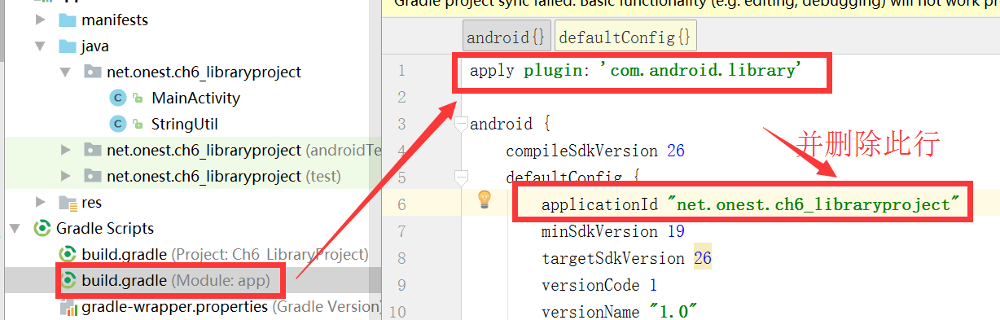 manifests
java
net.onest.ch6_libraryproject
C MainActivity
C StringUtil
net.onest.ch6_libraryproject (androidTe
net.onest.ch6_libraryproject (test)
res
Gradle Scripts
build.gradle (Project: Ch6_LibraryProject)
build.gradle (Module: app)
gradle-wrapper.properties (Gradle Version)
Gradle project sync failed. Basic functionality (e.g. editing, debugging) will not work pr
android{} defaultConfig{}
1 apply plugin: 'com.android.library'
2
3 android {
4 compileSdkVersion 26
5 defaultConfig {
6 applicationId "net.onest.ch6_libraryproject"
7 minSdkVersion 19
8 targetSdkVersion 26
9 versionCode 1
10 versionName "1.0"
并删除此行